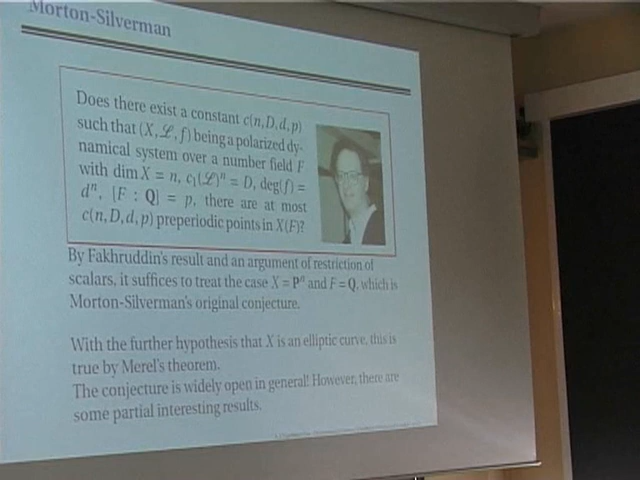 Morton-Silverman
Does there exist a constant c(n, D, d, p)
such that (X, ℒ, f) being a polarized dy-
namical system over a number field F
with dim X = n, c₁(ℒ)ⁿ = D, deg(f) =
dⁿ, [F : Q] = p, there are at most
c(n, D, d, p) preperiodic points in X(F)?
By Fakhruddin's result and an argument of restriction of
scalars, it suffices to treat the case X = Pⁿ and F = Q, which is
Morton-Silverman's original conjecture.
With the further hypothesis that X is an elliptic curve, this is
true by Merel's theorem.
The conjecture is widely open in general! However, there are
some partial interesting results.